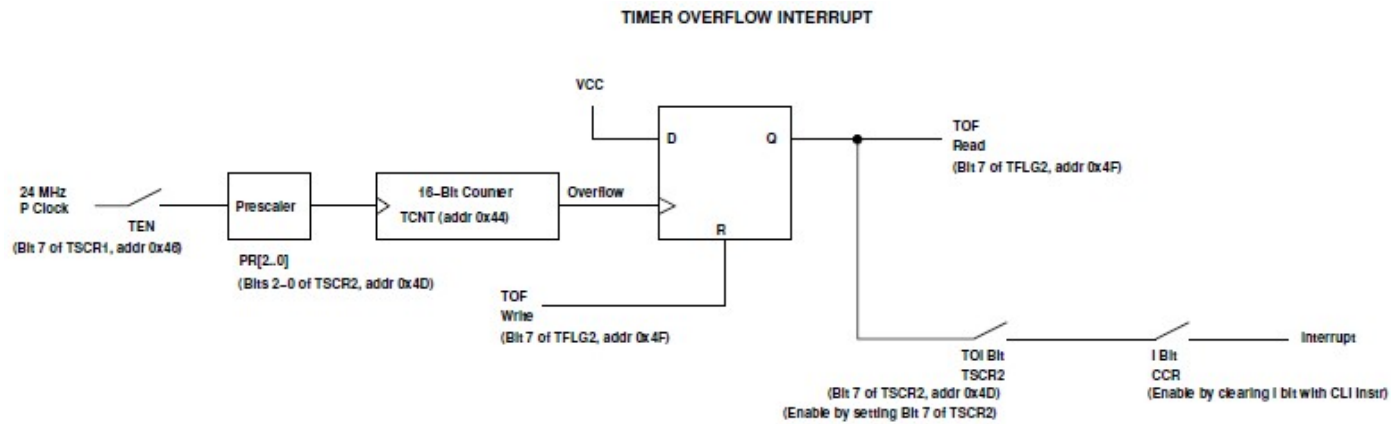 TIMER OVERFLOW INTERRUPT
VCC
D
Q
TOF
Read
(Bit 7 of TFLG2, addr 0x4F)
24 MHz
P Clock
TEN
(Bit 7 of TSCR1, addr 0x46)
Prescaler
PR[2..0]
(Bits 2-0 of TSCR2, addr 0x4D)
16-Bit Counter
TCNT (addr 0x44)
Overflow
R
TOF
Write
(Bit 7 of TFLG2, addr 0x4F)
TOI Bit
TSCR2
(Bit 7 of TSCR2, addr 0x4D)
(Enable by setting Bit 7 of TSCR2)
I Bit
CCR
(Enable by clearing I bit with CLI Instr)
Interrupt